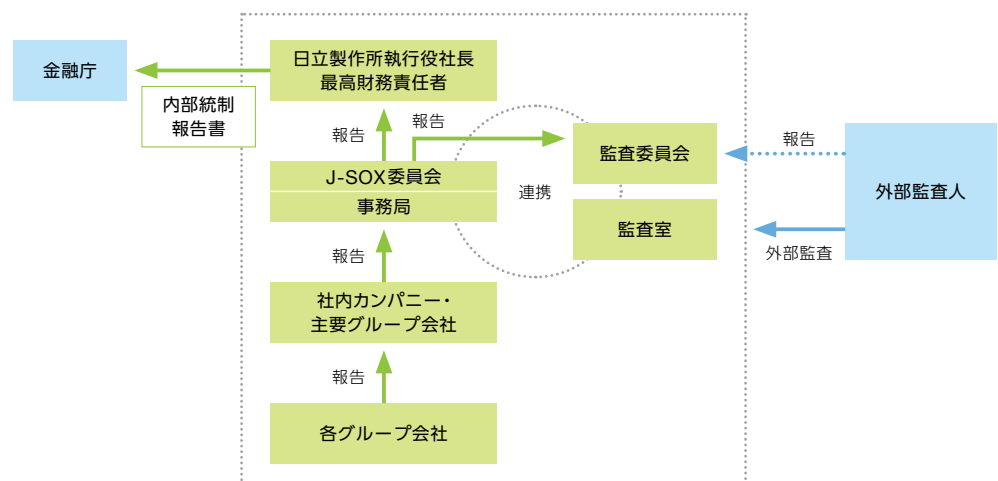 金融庁
内部統制
報告書
日立製作所執行役社長
最高財務責任者
報告
報告
J-SOX委員会
事務局
連携
監査委員会
監査室
報告
外部監査人
外部監査
報告
社内カンパニー・
主要グループ会社
報告
各グループ会社